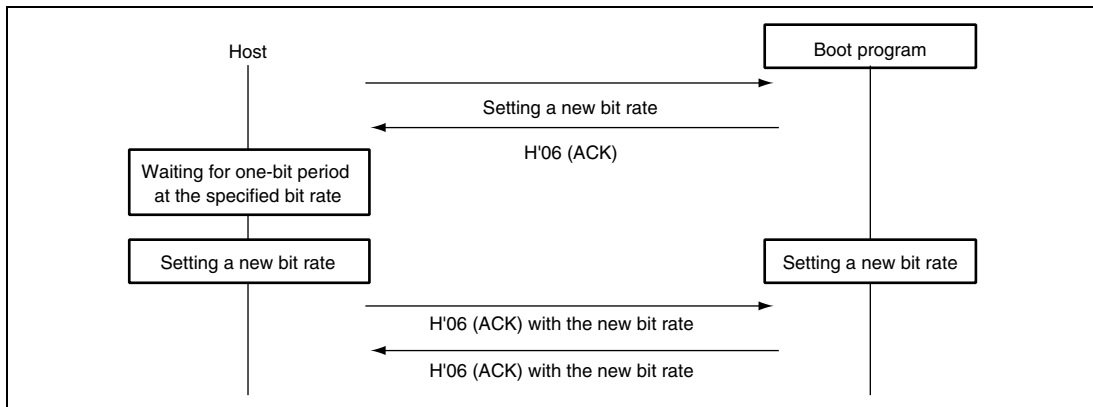 Host
Boot program
Setting a new bit rate
H'06 (ACK)
Waiting for one-bit period
at the specified bit rate
Setting a new bit rate
Setting a new bit rate
H'06 (ACK) with the new bit rate
H'06 (ACK) with the new bit rate